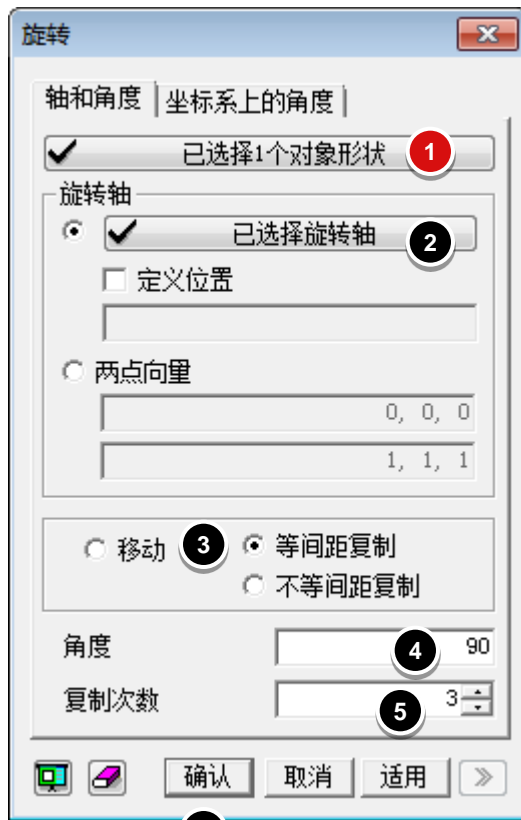 旋转
轴和角度 坐标系上的角度
已选择1个对象形状 1
旋转轴
已选择旋转轴 2
定义位置
两点向量
0, 0, 0
1, 1, 1
移动 3 等间距复制
不等间距复制
角度 4 90
复制次数 5 3
确认 取消 适用 >>